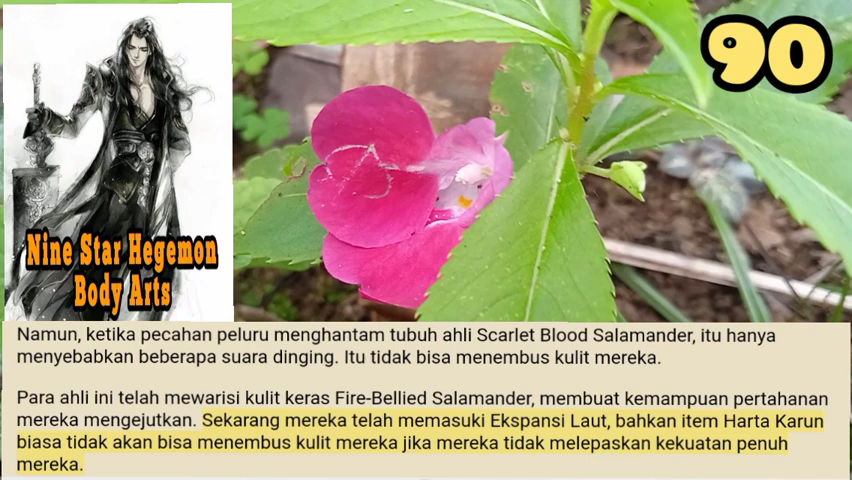 90
Nine Star Hegemon
Body Arts
Namun, ketika pecahan peluru menghantam tubuh ahli Scarlet Blood Salamander, itu hanya
menyebabkan beberapa suara dinging. Itu tidak bisa menembus kulit mereka.
Para ahli ini telah mewarisi kulit keras Fire-Bellied Salamander, membuat kemampuan pertahanan
mereka mengejutkan. Sekarang mereka telah memasuki Ekspansi Laut, bahkan item Harta Karun
biasa tidak akan bisa menembus kulit mereka jika mereka tidak melepaskan kekuatan penuh
mereka.